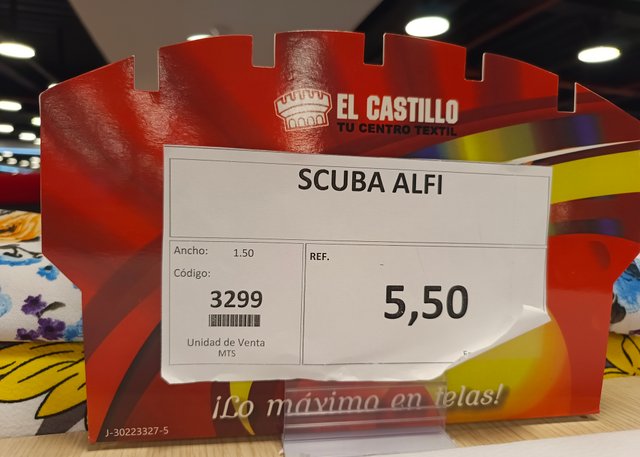 EL CASTILLO
TU CENTRO TEXTIL
SCUBA ALFI
Ancho: 1.50
Código:
3299
Unidad de Venta
MTS
REF.
5,50
¡Lo máximo en telas!
J-30223327-5